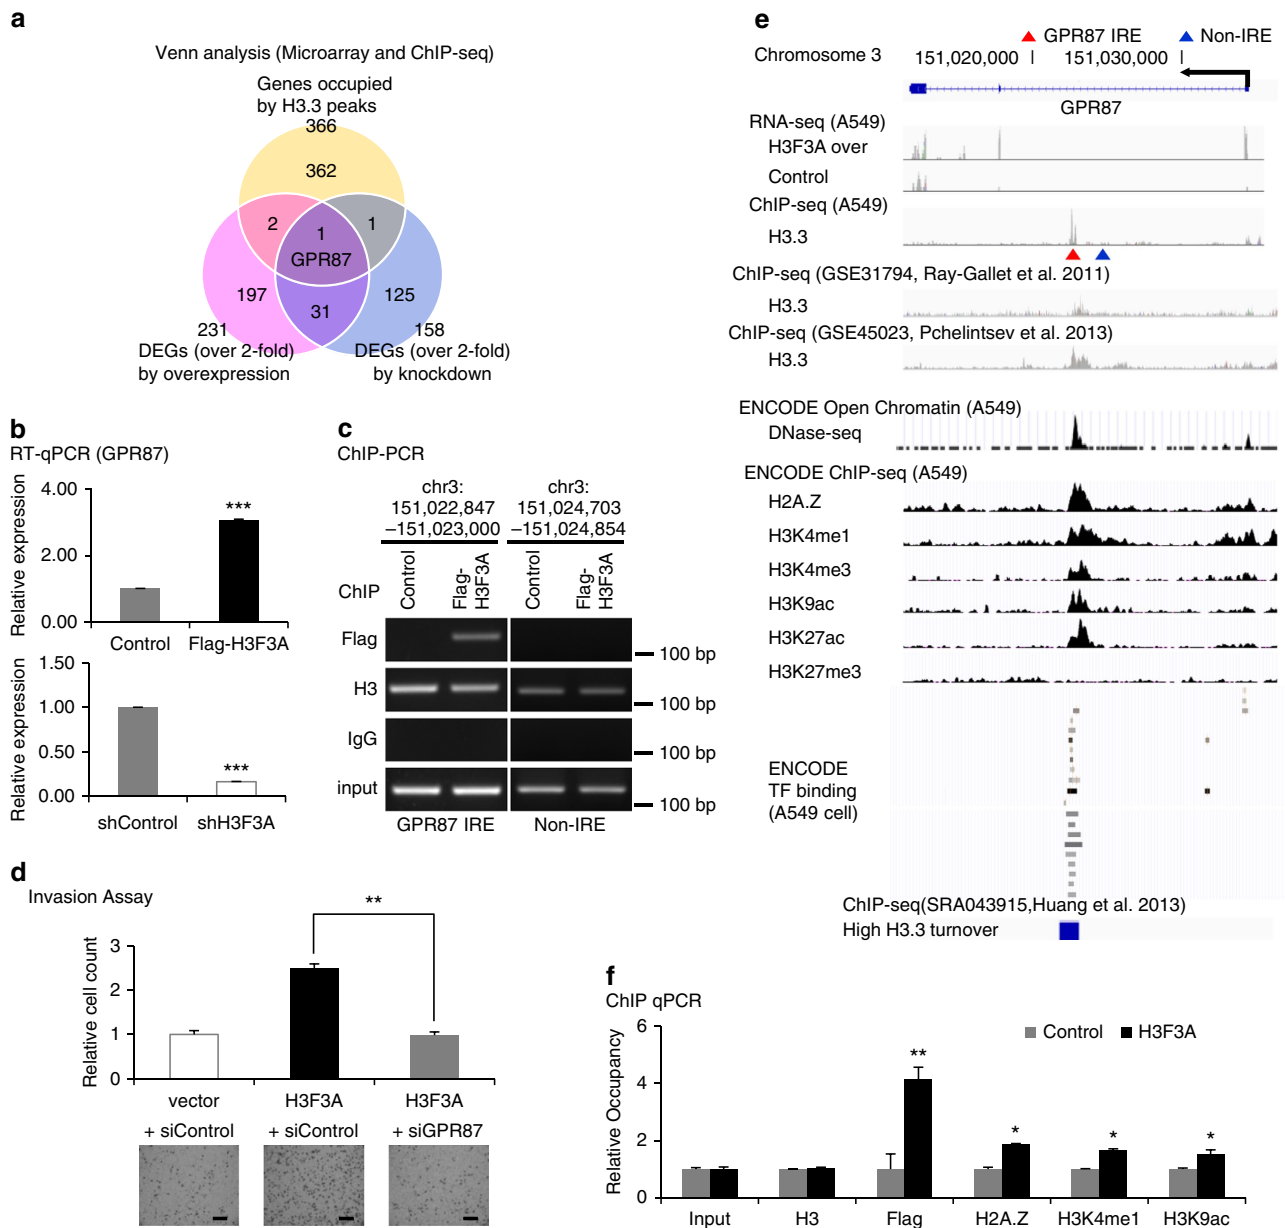 a
Venn analysis (Microarray and ChIP-seq)
Genes occupied
by H3.3 peaks
366
362
2
1
1
GPR87
197
31
125
231
158
DEGs (over 2-fold)
by overexpression
DEGs (over 2-fold)
by knockdown
b
RT-qPCR (GPR87)
Relative expression
4.00
2.00
0.00
***
Control
Flag-H3F3A
Relative expression
1.50
1.00
0.50
0.00
***
shControl
shH3F3A
c
ChIP-PCR
chr3:
151,022,847
–151,023,000
chr3:
151,024,703
–151,024,854
ChIP
Control
Flag-
H3F3A
Control
Flag-
H3F3A
Flag
100 bp
H3
100 bp
IgG
100 bp
input
100 bp
GPR87 IRE
Non-IRE
d
Invasion Assay
Relative cell count
3
2
1
0
**
vector
H3F3A
H3F3A
+ siControl
+ siControl
+ siGPR87
e
GPR87 IRE
Non-IRE
Chromosome 3
151,020,000
151,030,000
GPR87
RNA-seq (A549)
H3F3A over
Control
ChIP-seq (A549)
H3.3
ChIP-seq (GSE31794, Ray-Gallet et al. 2011)
H3.3
ChIP-seq (GSE45023, Pchelintsev et al. 2013)
H3.3
ENCODE Open Chromatin (A549)
DNase-seq
ENCODE ChIP-seq (A549)
H2A.Z
H3K4me1
H3K4me3
H3K9ac
H3K27ac
H3K27me3
ENCODE
TF binding
(A549 cell)
ChIP-seq(SRA043915,Huang et al. 2013)
High H3.3 turnover
f
ChIP qPCR
Relative Occupancy
6
4
2
0
Control
H3F3A
**
*
*
*
Input
H3
Flag
H2A.Z
H3K4me1
H3K9ac